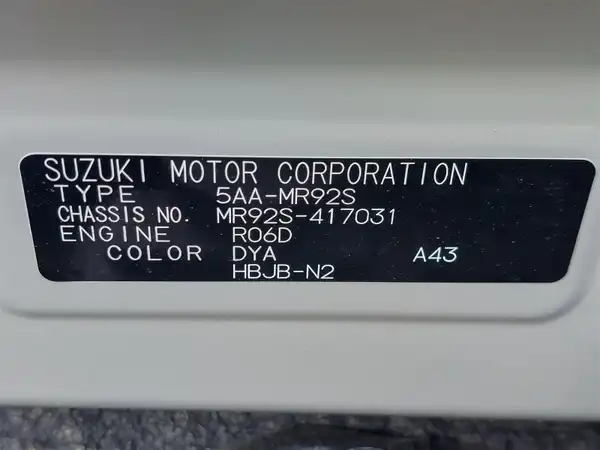 SUZUKI MOTOR CORPORATION
TYPE 5AA-MR92S
CHASSIS NO. MR92S-417031
ENGINE R06D
COLOR DYA A43
HBJB-N2